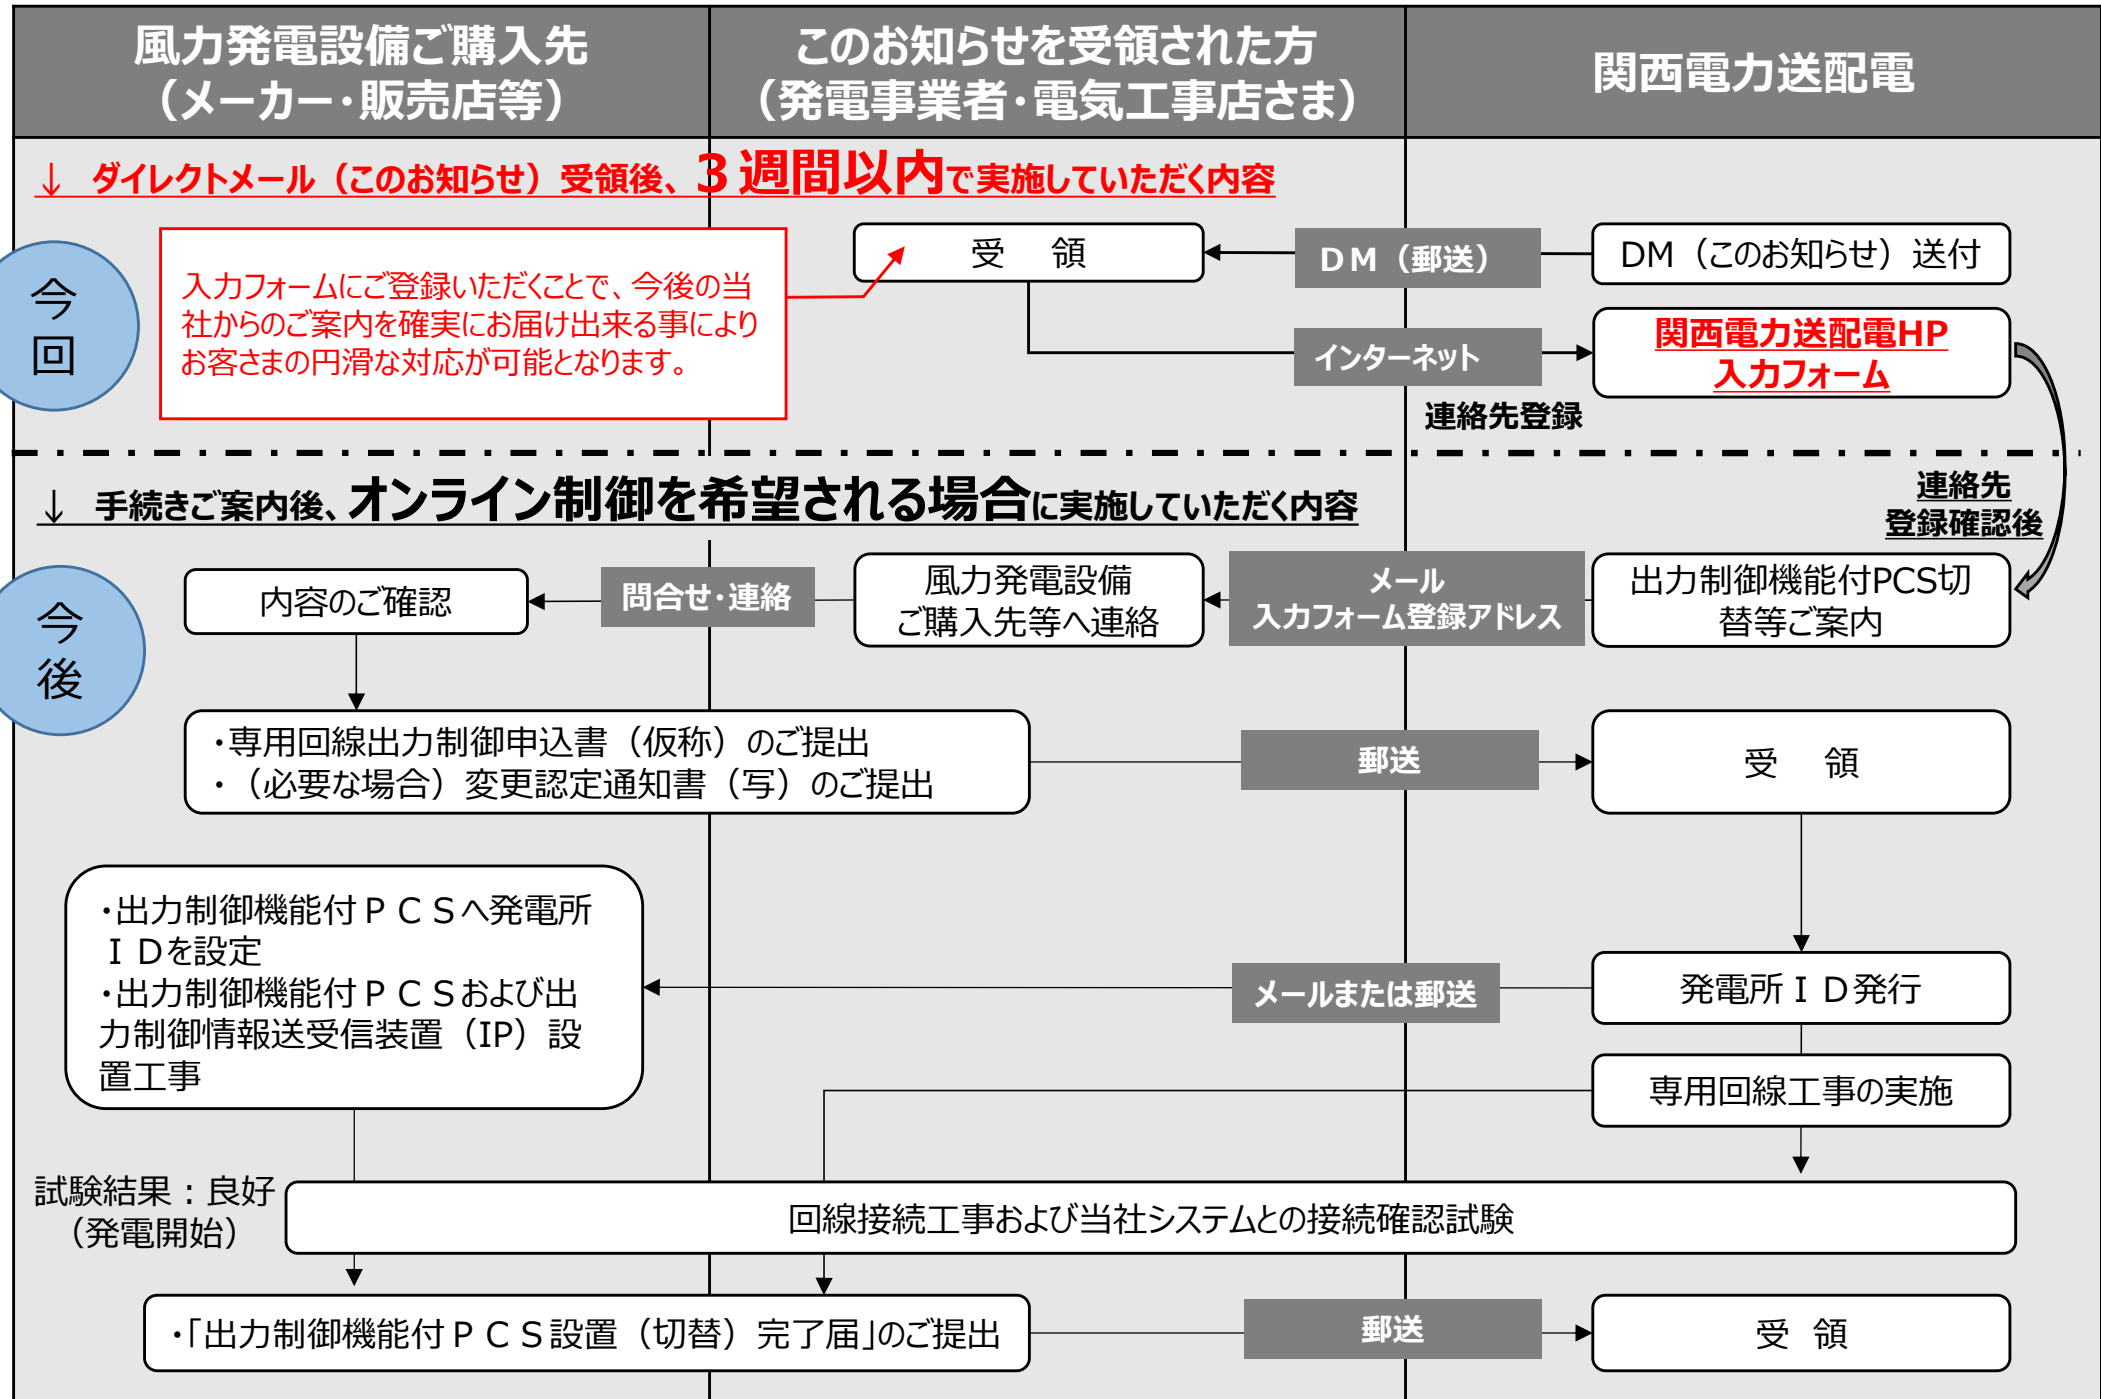 風力発電設備ご購入先
（メーカー・販売店等）
このお知らせを受領された方
（発電事業者・電気工事店さま）
関西電力送配電
↓ ダイレクトメール（このお知らせ）受領後、３週間以内で実施していただく内容
今
回
入力フォームにご登録いただくことで、今後の当
社からのご案内を確実にお届け出来る事により
お客さまの円滑な対応が可能となります。
受　領
ＤＭ（郵送）
DM（このお知らせ）送付
インターネット
関西電力送配電HP
入力フォーム
連絡先登録
↓ 手続きご案内後、オンライン制御を希望される場合に実施していただく内容
連絡先
登録確認後
今
後
内容のご確認
問合せ・連絡
風力発電設備
ご購入先等へ連絡
メール
入力フォーム登録アドレス
出力制御機能付PCS切
替等ご案内
・専用回線出力制御申込書（仮称）のご提出
・（必要な場合）変更認定通知書（写）のご提出
郵送
受　領
・出力制御機能付ＰＣＳへ発電所
ＩＤを設定
・出力制御機能付ＰＣＳおよび出
力制御情報送受信装置（IP）設
置工事
メールまたは郵送
発電所ＩＤ発行
専用回線工事の実施
試験結果：良好
（発電開始）
回線接続工事および当社システムとの接続確認試験
・「出力制御機能付ＰＣＳ設置（切替）完了届」のご提出
郵送
受 領